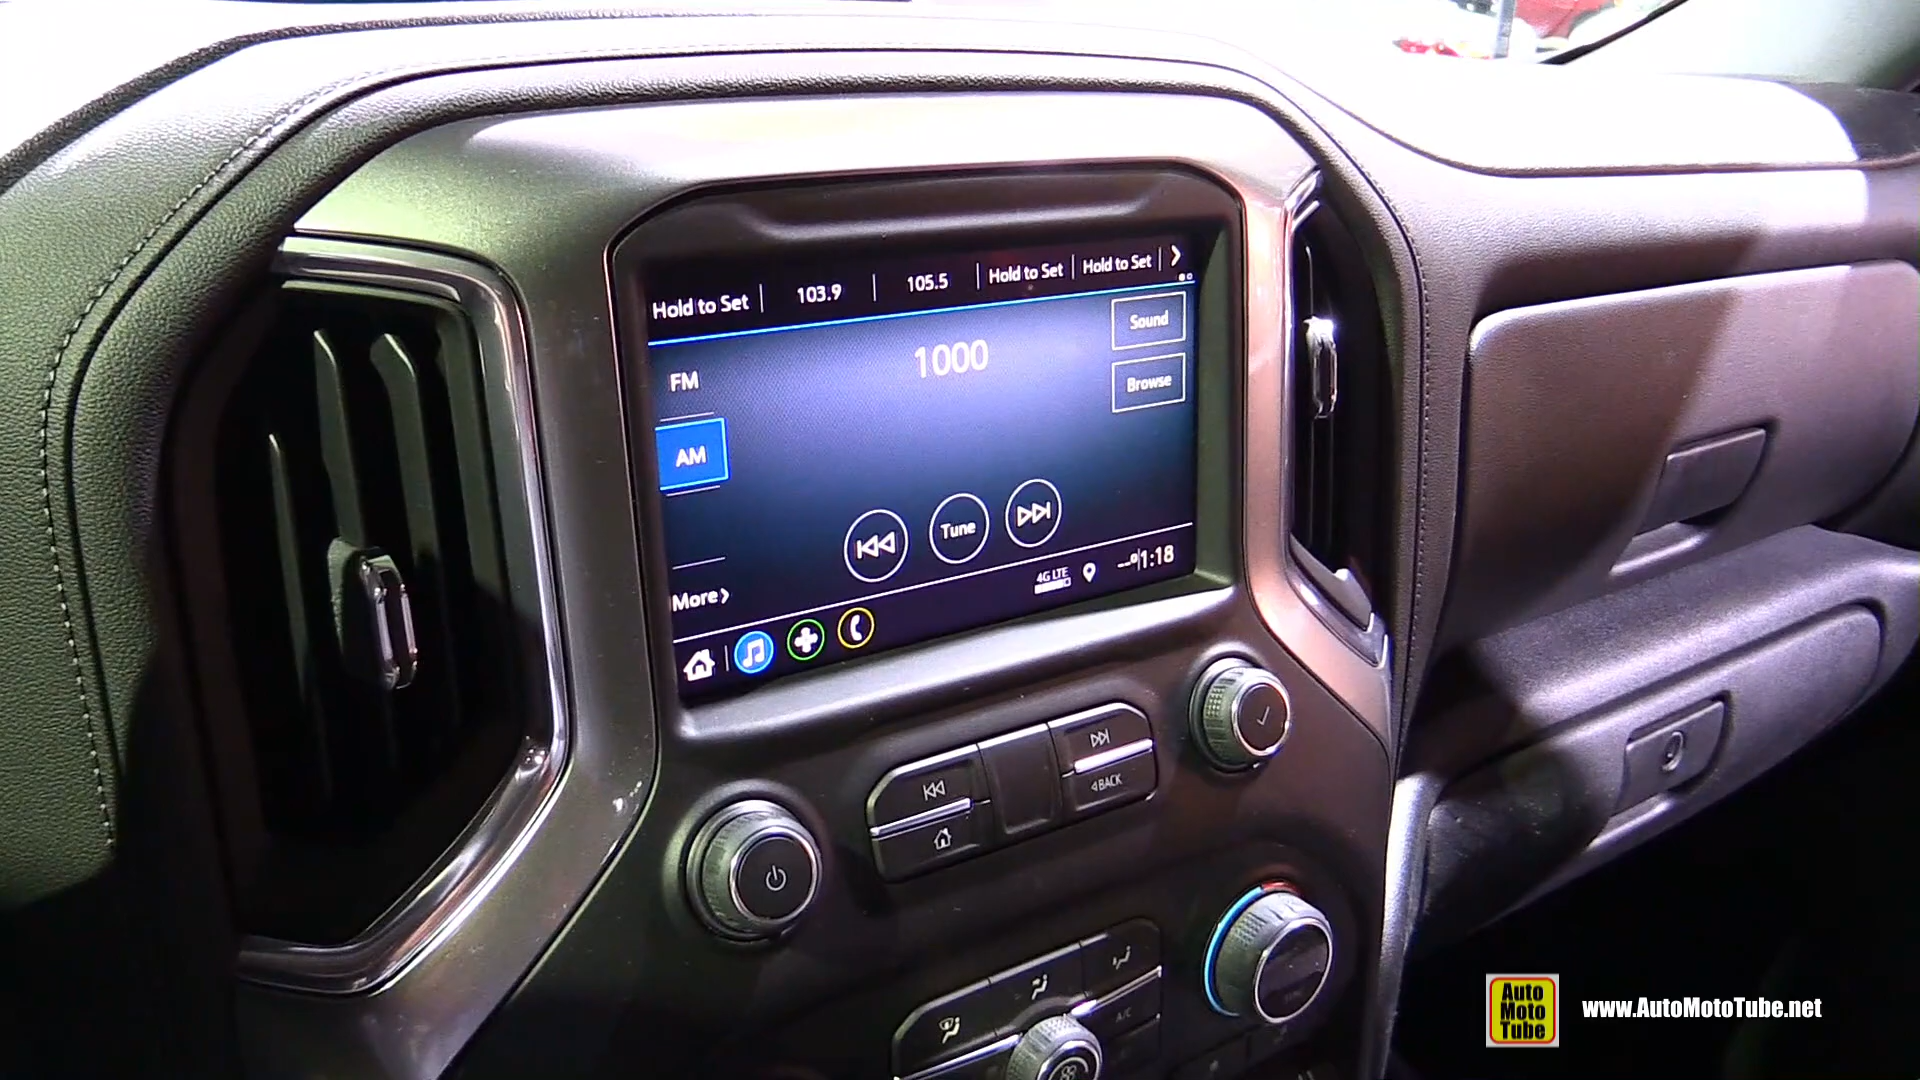 Hold to Set 103.9 105.5 Hold to Set Hold to Set
1000
Sound
Browse
FM
AM
Tune
More
4G LTE
--° 1:18
BACK
A/C
Auto
Moto
Tube
www.AutoMotoTube.net